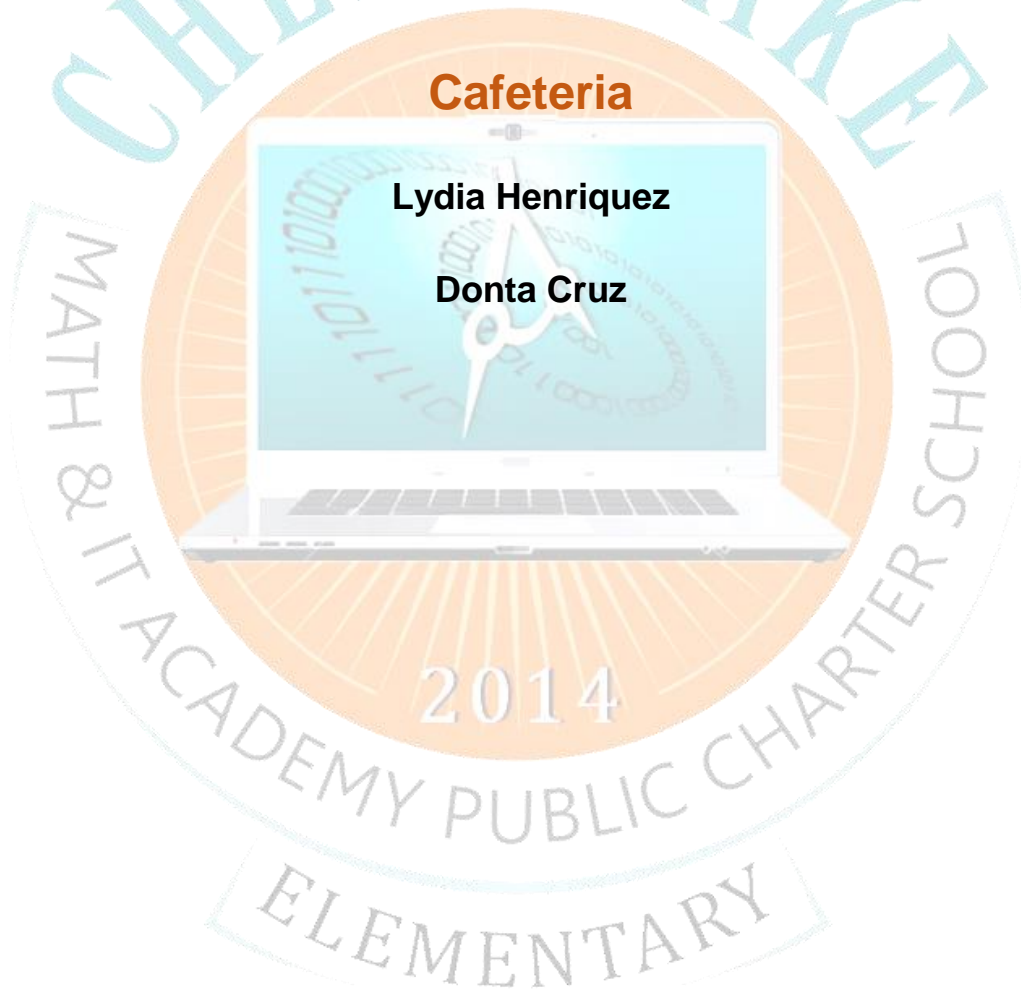 Cafeteria
Lydia Henriquez
Donta Cruz
2014
MATH & IT ACADEMY PUBLIC CHARTER SCHOOL
ELEMENTARY